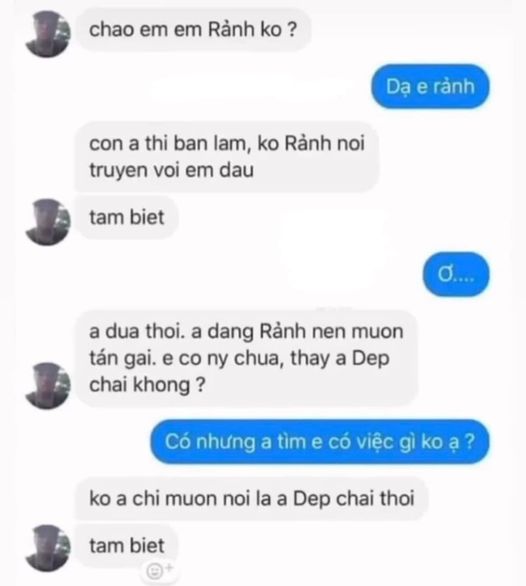 chao em em Rảnh ko ?
Dạ e rảnh
con a thi ban lam, ko Rảnh noi
truyen voi em dau
tam biet
Ơ....
a dua thoi. a dang Rảnh nen muon
tán gai. e co ny chua, thay a Dep
chai khong ?
Có nhưng a tìm e có việc gì ko ạ ?
ko a chi muon noi la a Dep chai thoi
tam biet